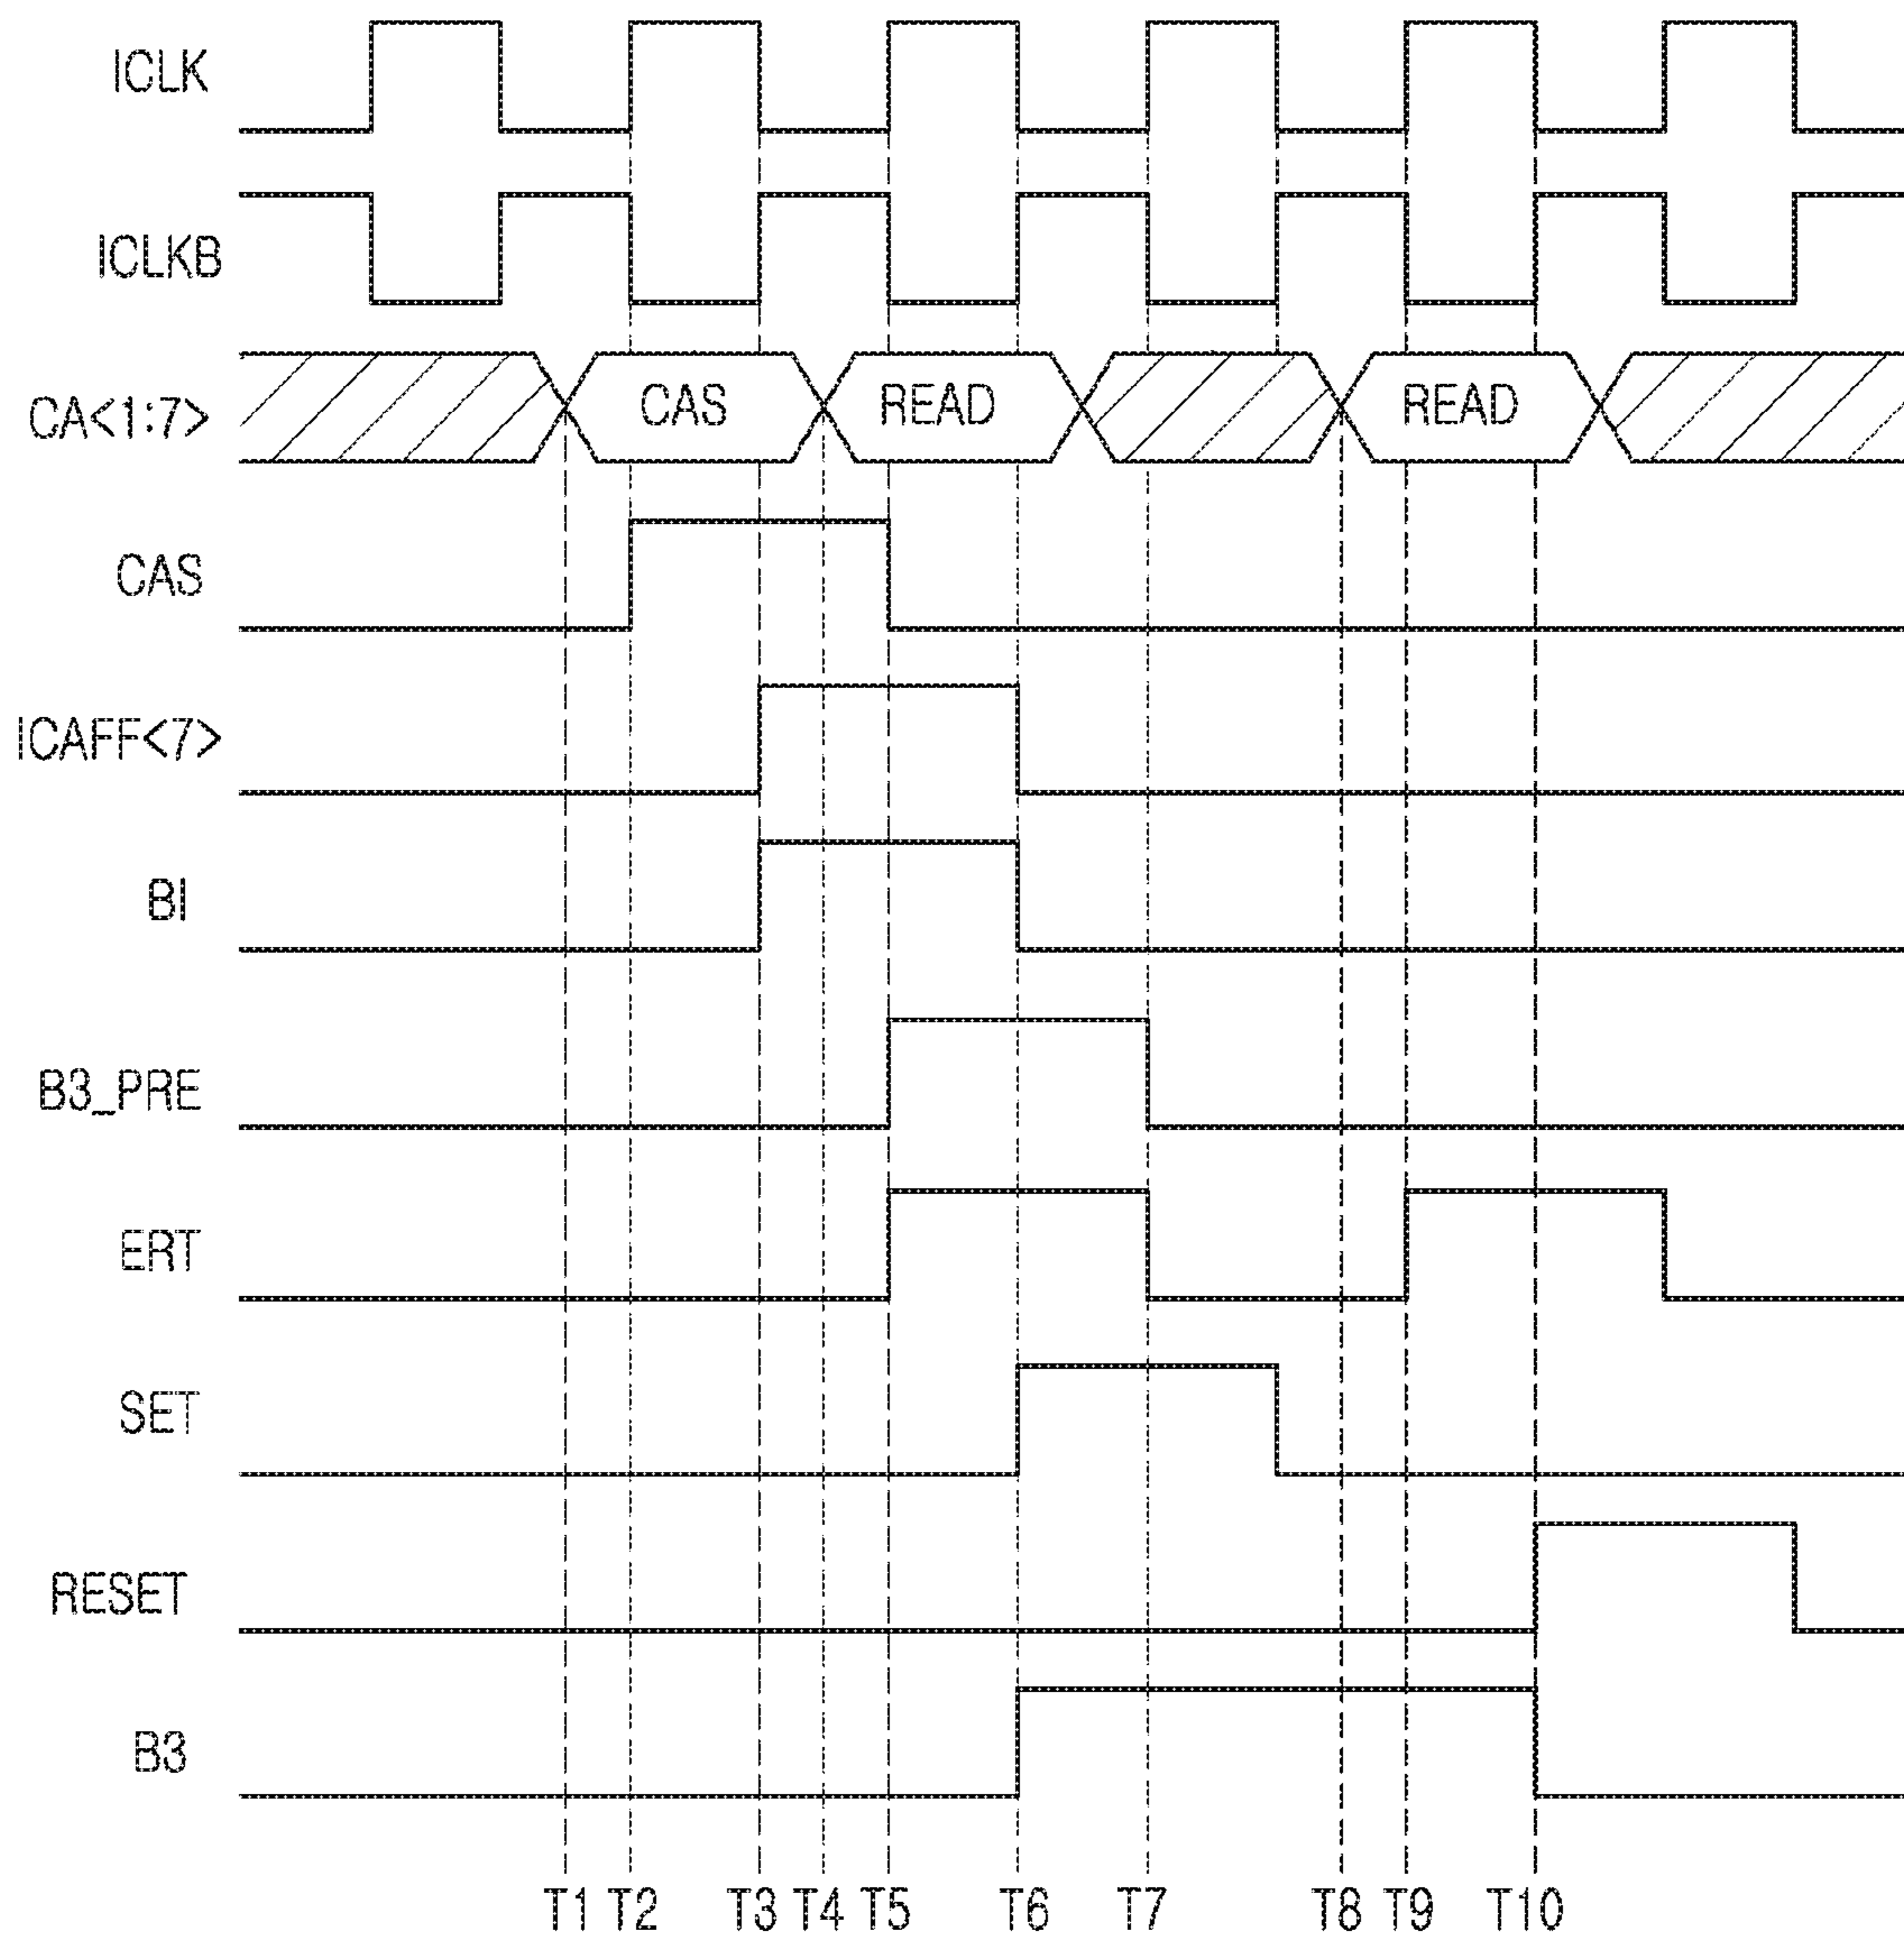 ICLK
ICLKB
CA<1:7> CAS READ READ
CAS
ICAFF<7>
BI
B3_PRE
ERT
SET
RESET
B3
T1 T2 T3 T4 T5 T6 T7 T8 T9 T10